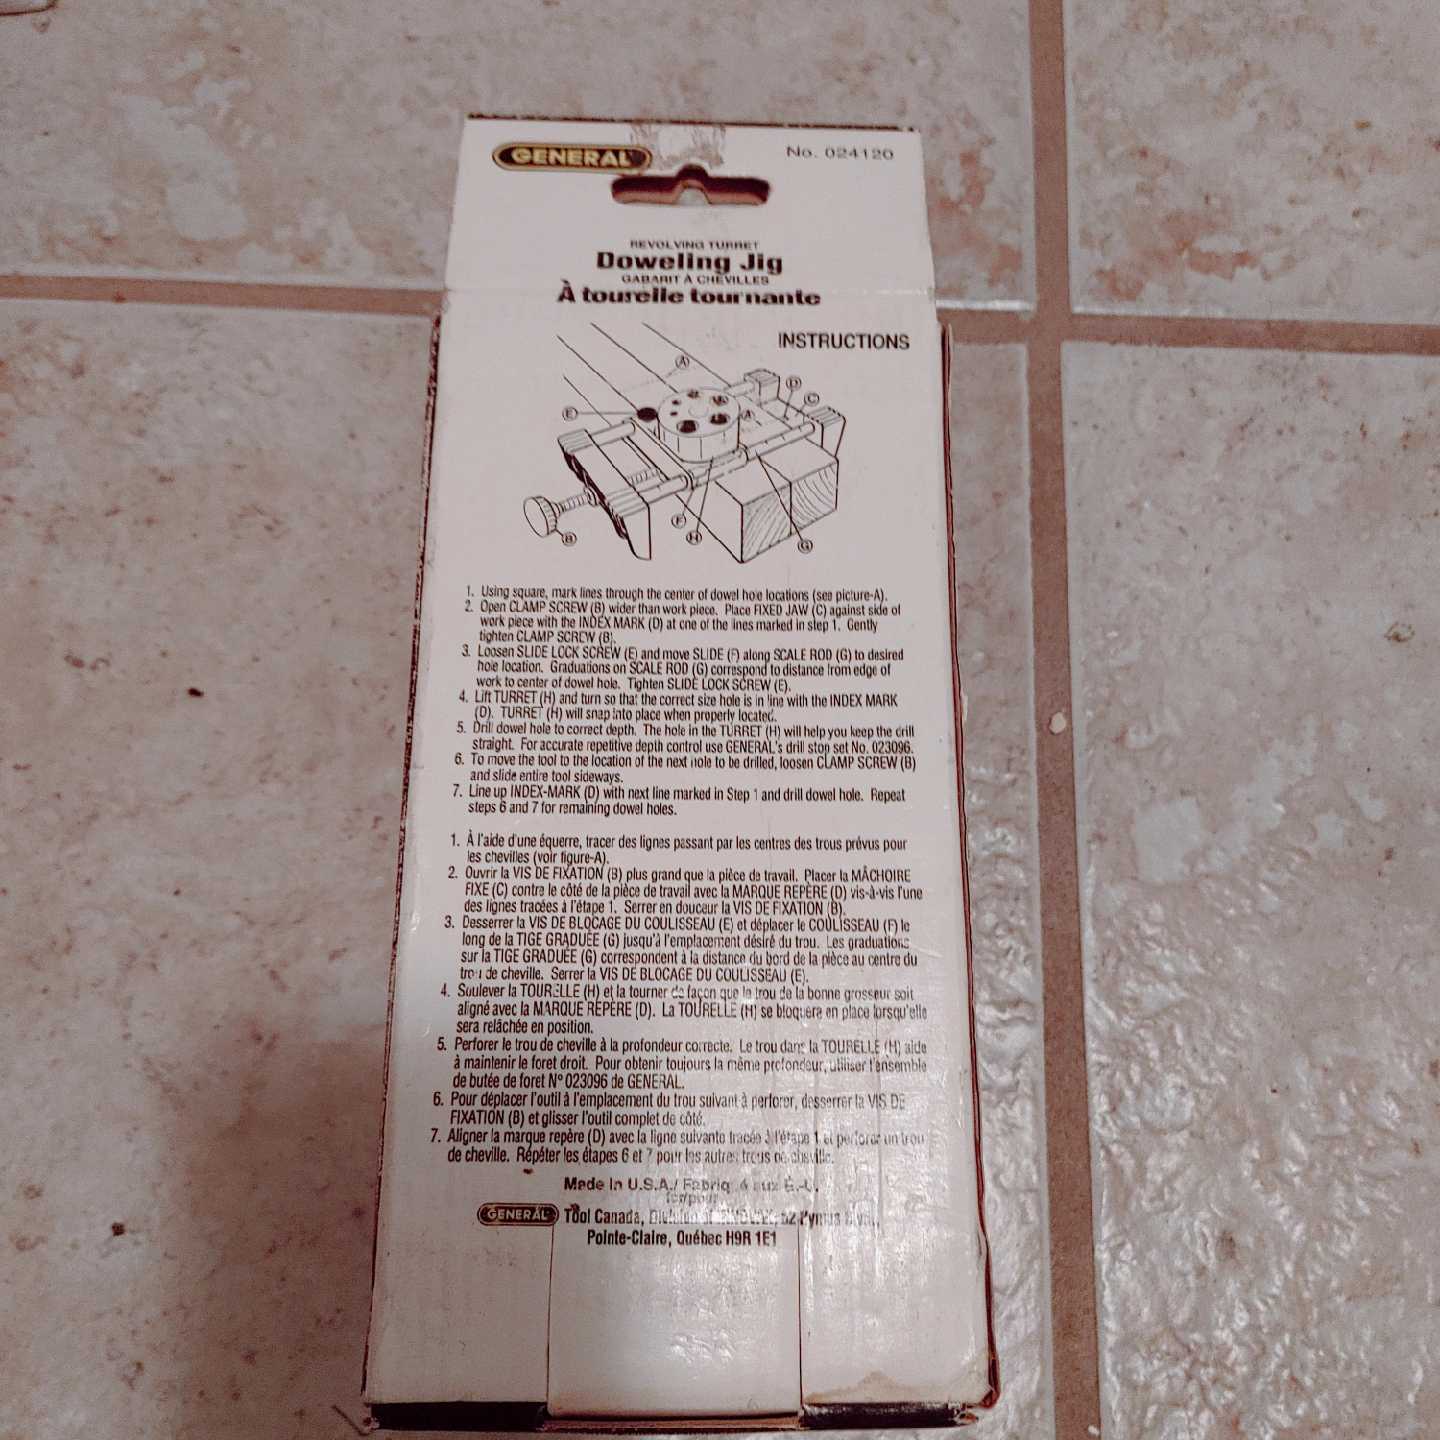 GENERAL
No. 024120
REVOLVING TURRET
Doweling Jig
GABARIT À CHEVILLES
À tourelle tournante
INSTRUCTIONS
A
D
C
E
A
F
H
B
G
1. Using square, mark lines through the center of dowel hole locations (see picture-A).
2. Open CLAMP SCREW (B) wider than work piece. Place FIXED JAW (C) against side of
work piece with the INDEX MARK (D) at one of the lines marked in step 1. Gently
tighten CLAMP SCREW (B).
3. Loosen SLIDE LOCK SCREW (E) and move SLIDE (F) along SCALE ROD (G) to desired
hole location. Graduations on SCALE ROD (G) correspond to distance from edge of
work to center of dowel hole. Tighten SLIDE LOCK SCREW (E).
4. Lift TURRET (H) and turn so that the correct size hole is in line with the INDEX MARK
(D). TURRET (H) will snap into place when properly located.
5. Drill dowel hole to correct depth. The hole in the TURRET (H) will help you keep the drill
straight. For accurate repetitive depth control use GENERAL's drill stop set No. 023096.
6. To move the tool to the location of the next hole to be drilled, loosen CLAMP SCREW (B)
and slide entire tool sideways.
7. Line up INDEX-MARK (D) with next line marked in Step 1 and drill dowel hole. Repeat
steps 6 and 7 for remaining dowel holes.
1. À l'aide d'une équerre, tracer des lignes passant par les centres des trous prévus pour
les chevilles (voir figure-A).
2. Ouvrir la VIS DE FIXATION (B) plus grand que la pièce de travail. Placer la MÂCHOIRE
FIXE (C) contre le côté de la pièce de travail avec la MARQUE REPÈRE (D) vis-à-vis l'une
des lignes tracées à l'étape 1. Serrer en douceur la VIS DE FIXATION (B).
3. Desserrer la VIS DE BLOCAGE DU COULISSEAU (E) et déplacer le COULISSEAU (F) le
long de la TIGE GRADUÉE (G) jusqu'à l'emplacement désiré du trou. Les graduations
sur la TIGE GRADUÉE (G) correspondent à la distance du bord de la pièce au centre du
trou de cheville. Serrer la VIS DE BLOCAGE DU COULISSEAU (E).
4. Soulever la TOURELLE (H) et la tourner de façon que le trou de la bonne grosseur soit
aligné avec la MARQUE REPÈRE (D). La TOURELLE (H) se bloquera en place lorsqu'elle
sera relâchée en position.
5. Perforer le trou de cheville à la profondeur correcte. Le trou dans la TOURELLE (H) aide
à maintenir le foret droit. Pour obtenir toujours la même profondeur, utiliser l'ensemble
de butée de foret N° 023096 de GENERAL.
6. Pour déplacer l'outil à l'emplacement du trou suivant à perforer, desserrer la VIS DE
FIXATION (B) et glisser l'outil complet de côté.
7. Aligner la marque repère (D) avec la ligne suivante tracée à l'étape 1 et perforer un trou
de cheville. Répéter les étapes 6 et 7 pour les autres trous de cheville.
Made in U.S.A./ Fabriqué aux É.-U.
for/pour
GENERAL Tool Canada,
Pointe-Claire, Québec H9R 1E1